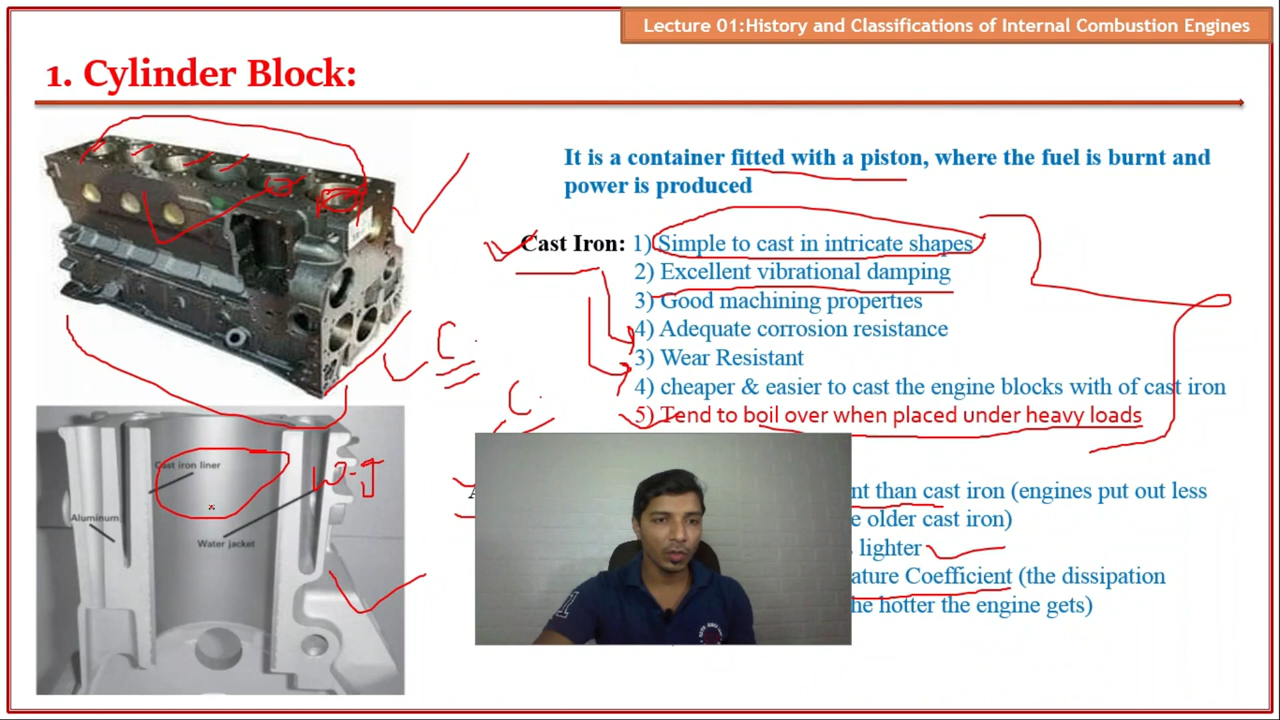 Lecture 01:History and Classifications of Internal Combustion Engines
1. Cylinder Block:
It is a container fitted with a piston, where the fuel is burnt and
power is produced
Cast Iron: 1) Simple to cast in intricate shapes
2) Excellent vibrational damping
3) Good machining properties
4) Adequate corrosion resistance
3) Wear Resistant
4) cheaper & easier to cast the engine blocks with of cast iron
5) Tend to boil over when placed under heavy loads
C.
C.
Cast iron liner
W-J
Aluminum
Water jacket
than cast iron (engines put out less
older cast iron)
lighter
Coefficient (the dissipation
the hotter the engine gets)